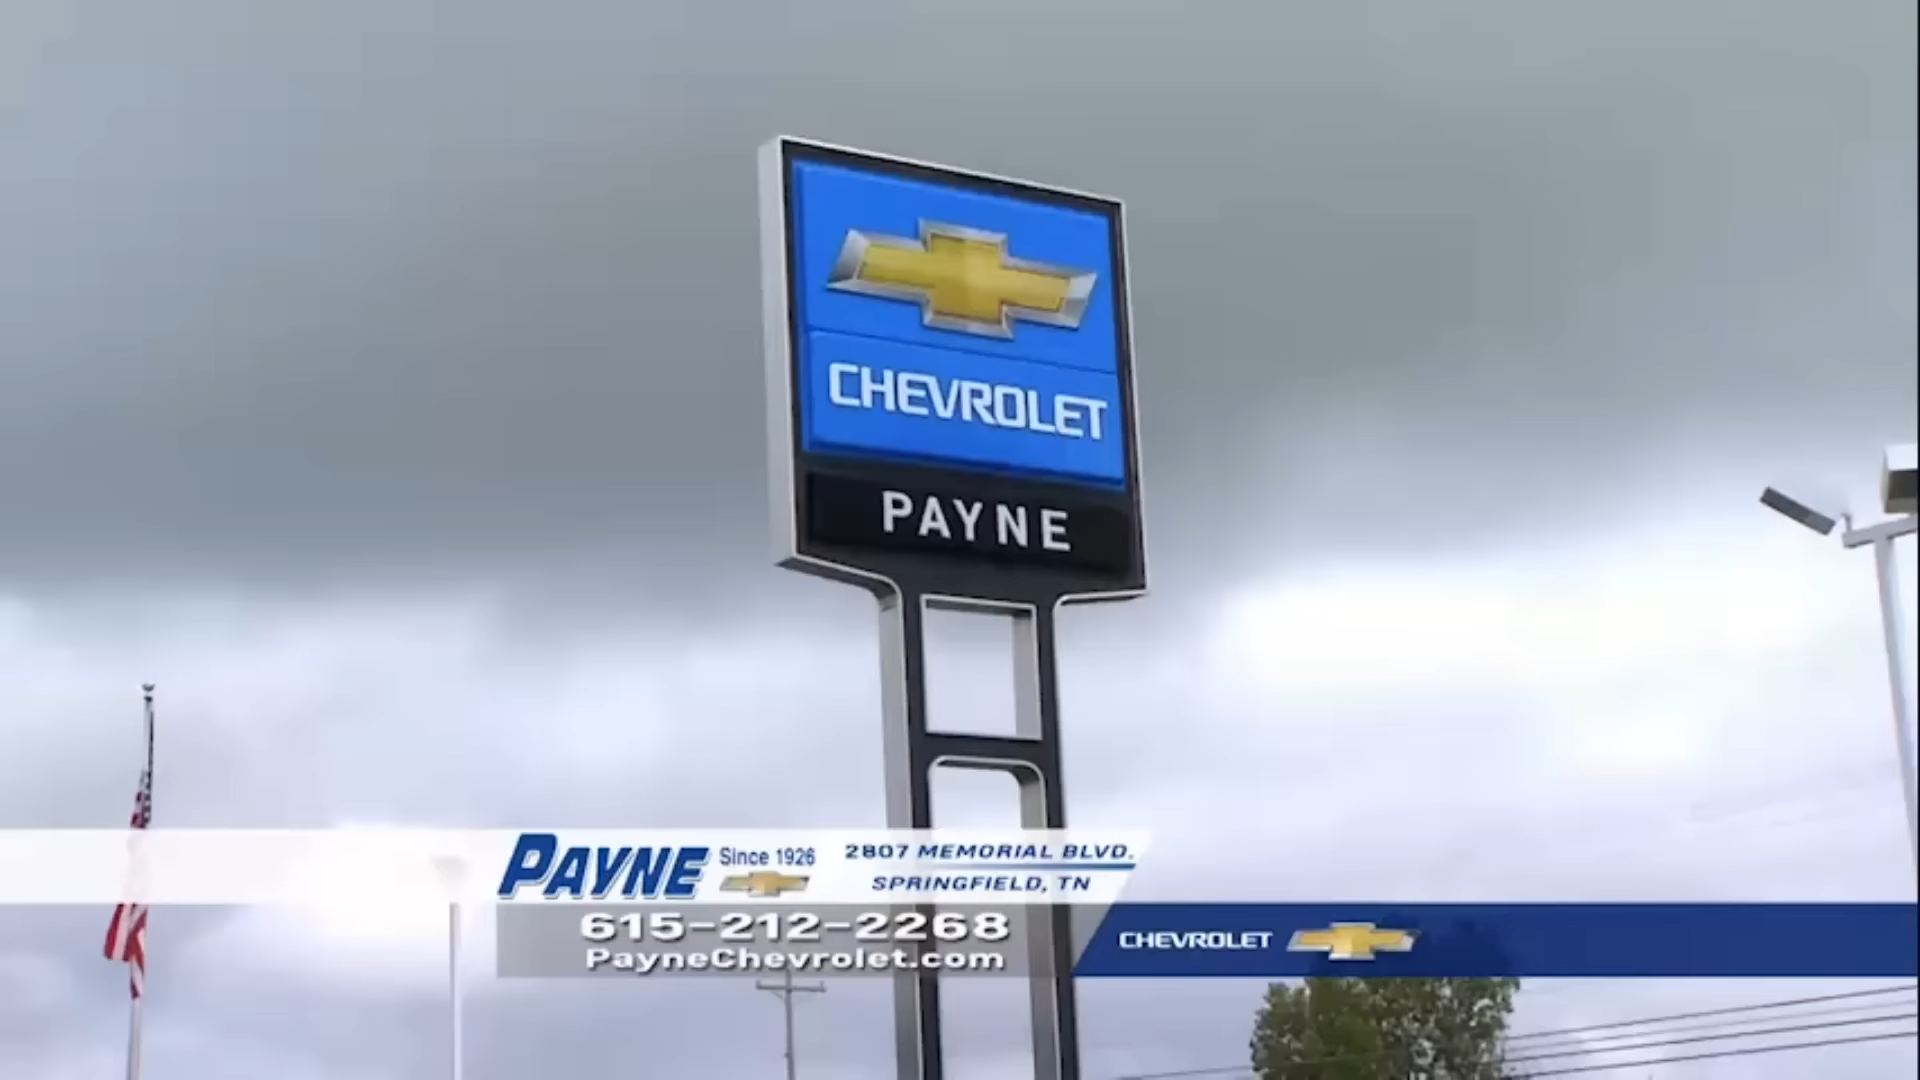 CHEVROLET
PAYNE
PAYNE Since 1926
2807 MEMORIAL BLVD.
SPRINGFIELD, TN
615-212-2268
PayneChevrolet.com
CHEVROLET